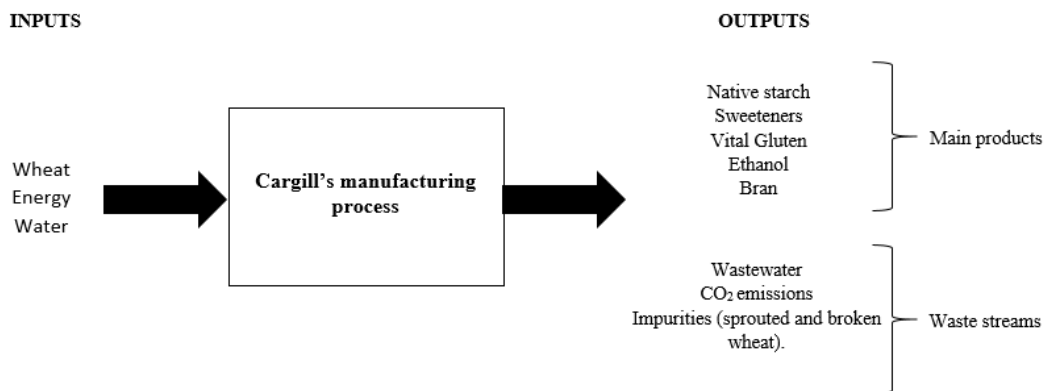 INPUTS
OUTPUTS
Wheat
Energy
Water
Cargill's manufacturing
process
Native starch
Sweeteners
Vital Gluten
Ethanol
Bran
Main products
Wastewater
CO₂ emissions
Impurities (sprouted and broken
wheat).
Waste streams